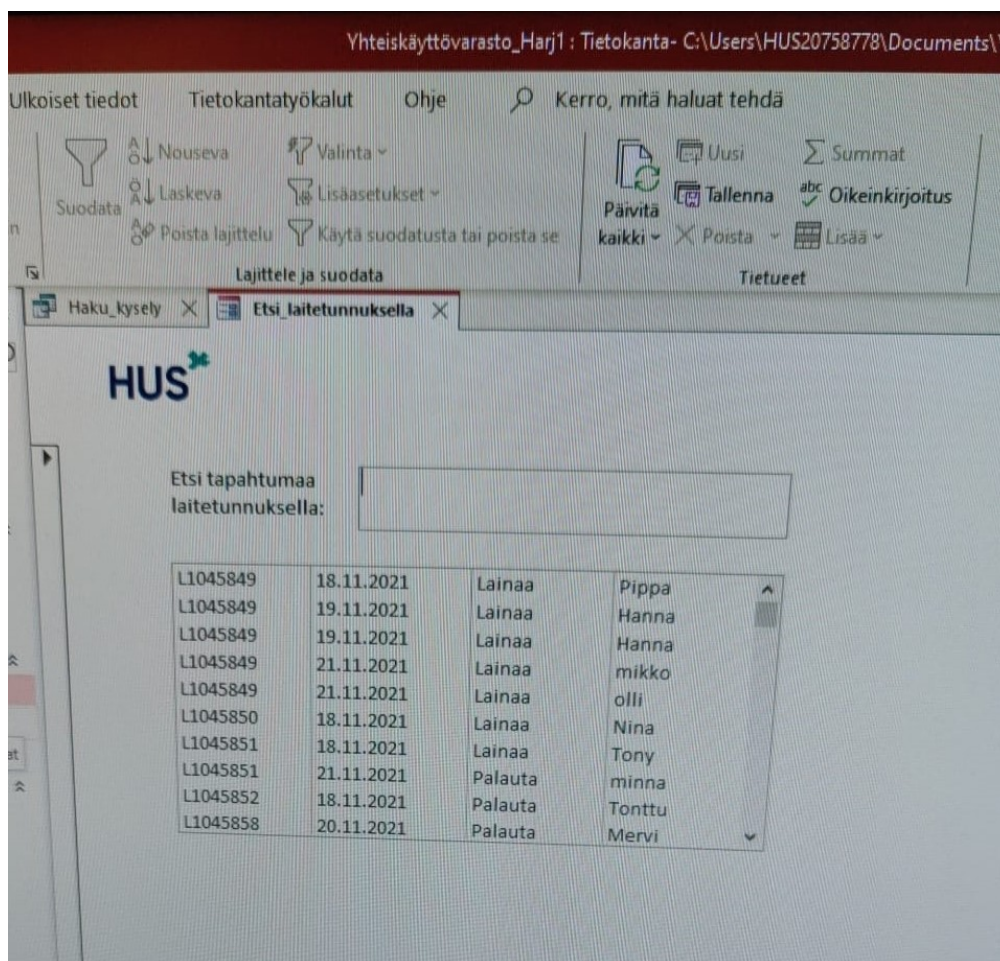 Yhteiskäyttövarasto_Harj1 : Tietokanta- C:\Users\HUS20758778\Documents\
Ulkoiset tiedot Tietokantatyökalut Ohje Kerro, mitä haluat tehdä
Suodata
Nouseva
Laskeva
Poista lajittelu
Valinta
Lisäasetukset
Käytä suodatusta tai poista se
Lajittele ja suodata
Päivitä
kaikki
Uusi
Tallenna
Poista
Summat
Oikeinkirjoitus
Lisää
Tietueet
Haku_kysely Etsi_laitetunnuksella
HUS
Etsi tapahtumaa
laitetunnuksella:
L1045849 18.11.2021 Lainaa Pippa
L1045849 19.11.2021 Lainaa Hanna
L1045849 19.11.2021 Lainaa Hanna
L1045849 21.11.2021 Lainaa mikko
L1045849 21.11.2021 Lainaa olli
L1045850 18.11.2021 Lainaa Nina
L1045851 18.11.2021 Lainaa Tony
L1045851 21.11.2021 Palauta minna
L1045852 18.11.2021 Palauta Tonttu
L1045858 20.11.2021 Palauta Mervi